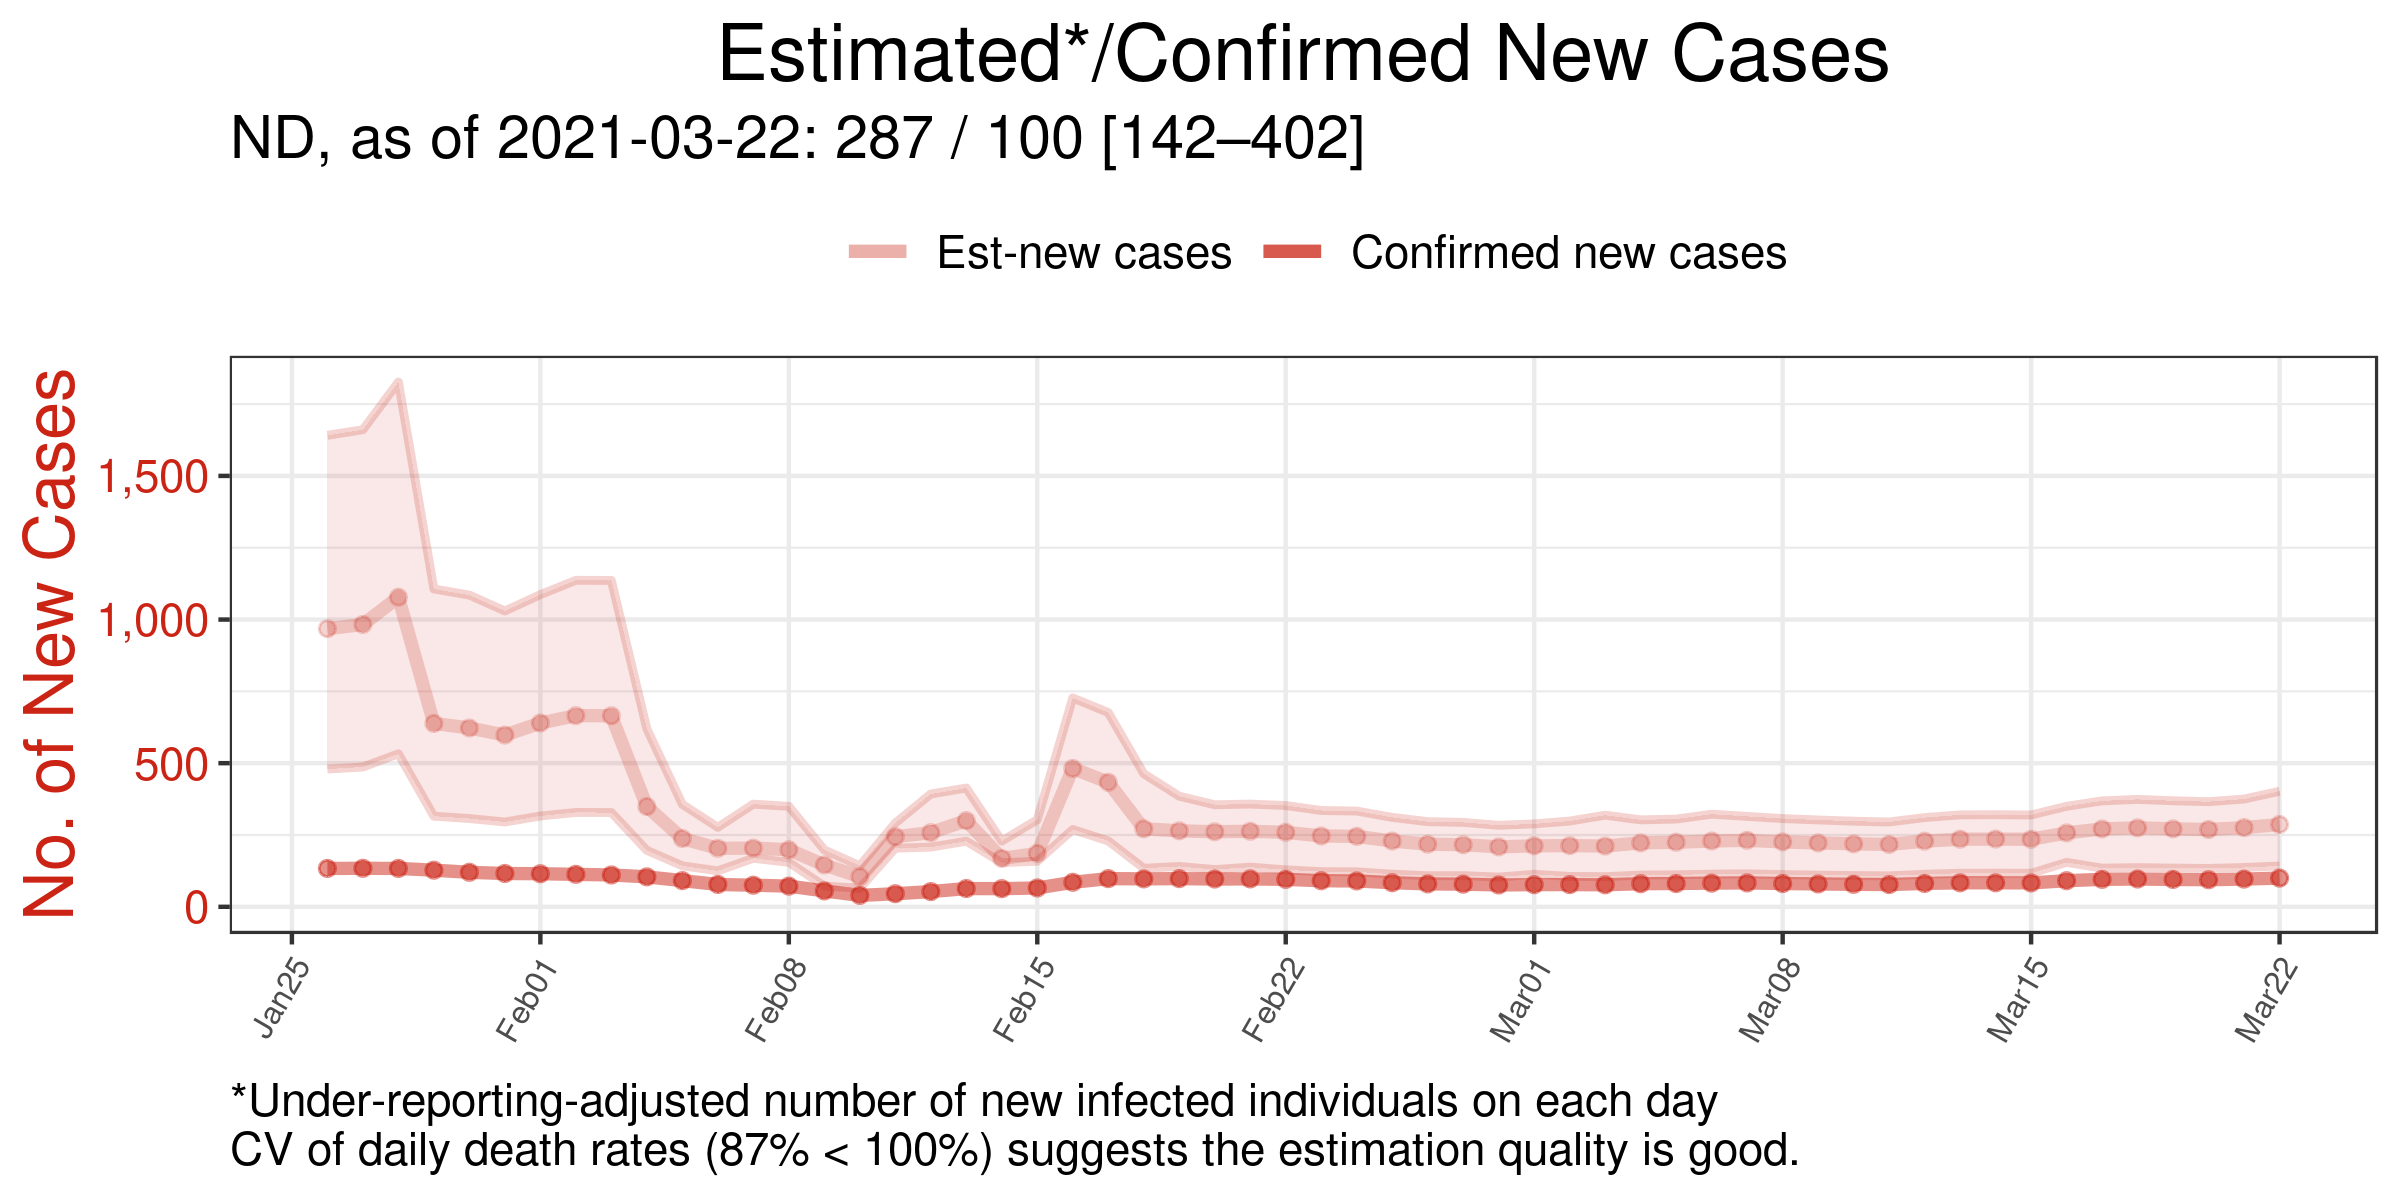 Estimated*/Confirmed New Cases
ND, as of 2021-03-22: 287 / 100 [142–402]
Est-new cases
Confirmed new cases
No. of New Cases
1,500
1,000
500
0
Jan25
Feb01
Feb08
Feb15
Feb22
Mar01
Mar08
Mar15
Mar22
*Under-reporting-adjusted number of new infected individuals on each day
CV of daily death rates (87% < 100%) suggests the estimation quality is good.